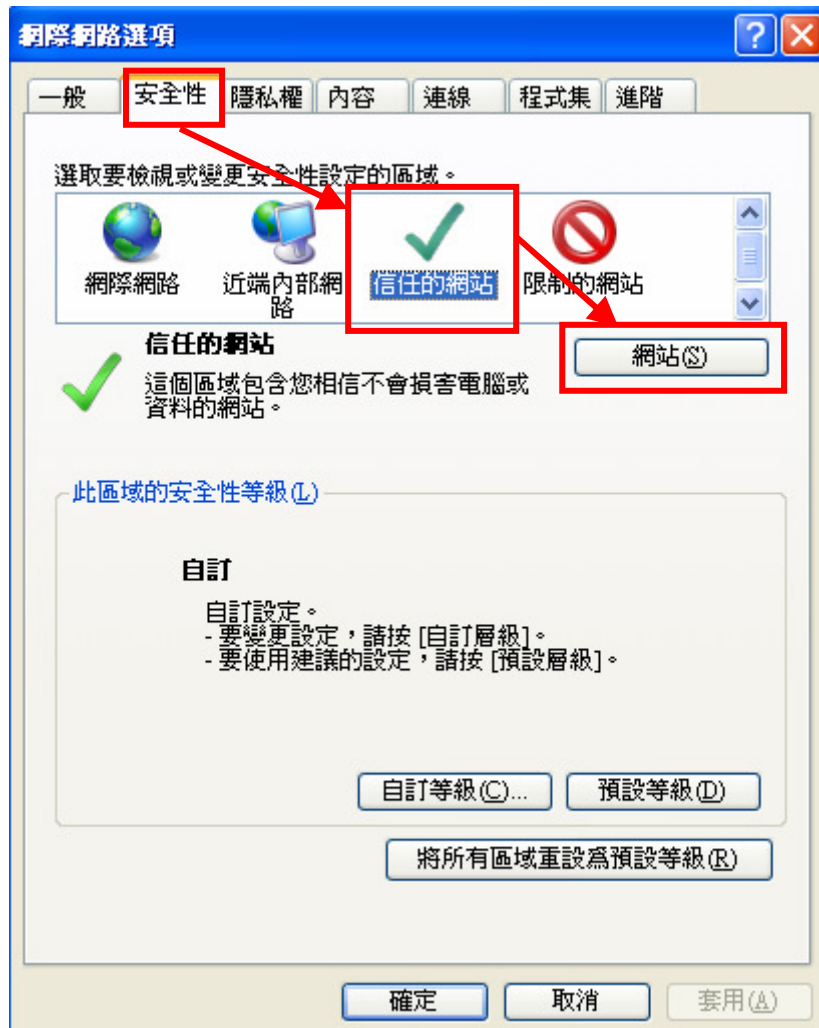 網際網路選項
一般 安全性 隱私權 內容 連線 程式集 進階
選取要檢視或變更安全性設定的區域。
網際網路 近端內部網路 信任的網站 限制的網站
信任的網站
網站(S)
這個區域包含您相信不會損害電腦或
資料的網站。
此區域的安全性等級(L)
自訂
自訂設定。
- 要變更設定，請按 [自訂層級]。
- 要使用建議的設定，請按 [預設層級]。
自訂等級(C)... 預設等級(D)
將所有區域重設為預設等級(R)
確定 取消 套用(A)